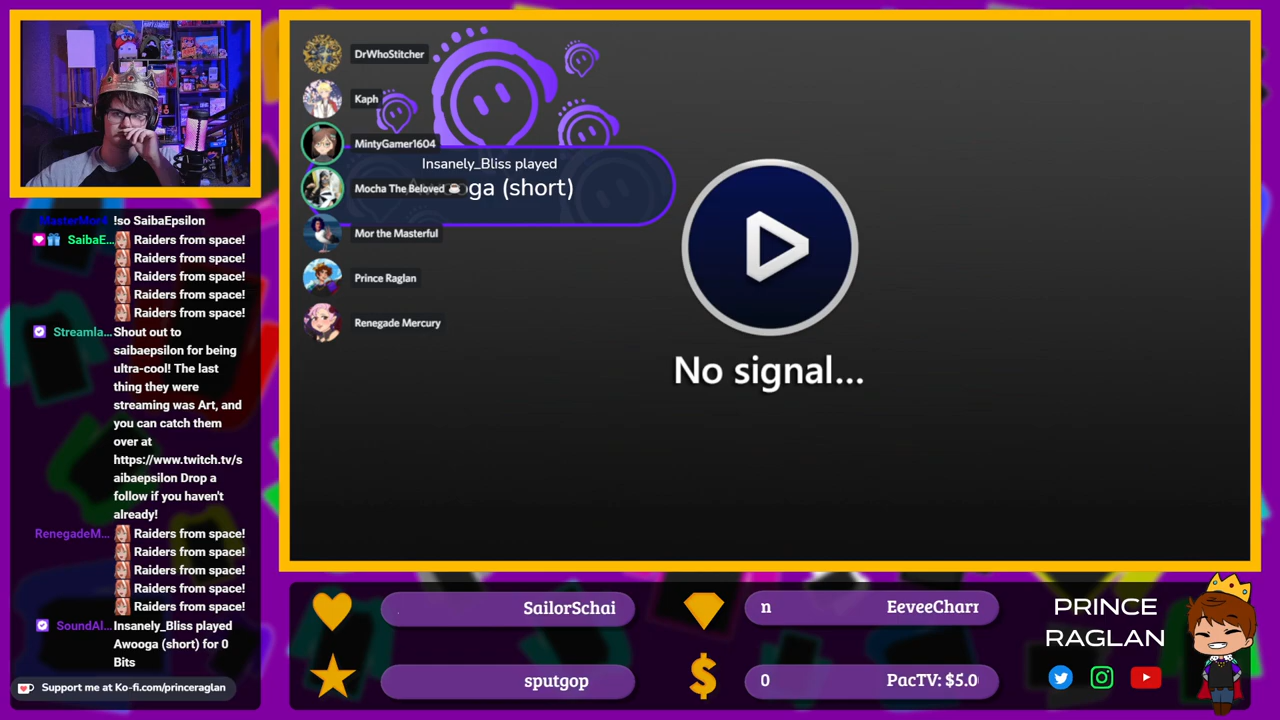 MasterMor4 !so SaibaEpsilon
SaibaE... Raiders from space!
Raiders from space!
Raiders from space!
Raiders from space!
Raiders from space!
Streamla... Shout out to
saibaepsilon for being
ultra-cool! The last
thing they were
streaming was Art, and
you can catch them
over at
https://www.twitch.tv/s
aibaepsilon Drop a
follow if you haven't
already!
RenegadeM... Raiders from space!
Raiders from space!
Raiders from space!
Raiders from space!
Raiders from space!
SoundAl... Insanely_Bliss played
Awooga (short) for 0
Bits
Support me at Ko-fi.com/princeraglan
DrWhoStitcher
Kaph
MintyGamer1604
Insanely_Bliss played
Mocha The Beloved ☕
ga (short)
Mor the Masterful
Prince Raglan
Renegade Mercury
No signal...
SailorSchai
n EeveeCharr
sputgop
0 PacTV: $5.0
PRINCE
RAGLAN